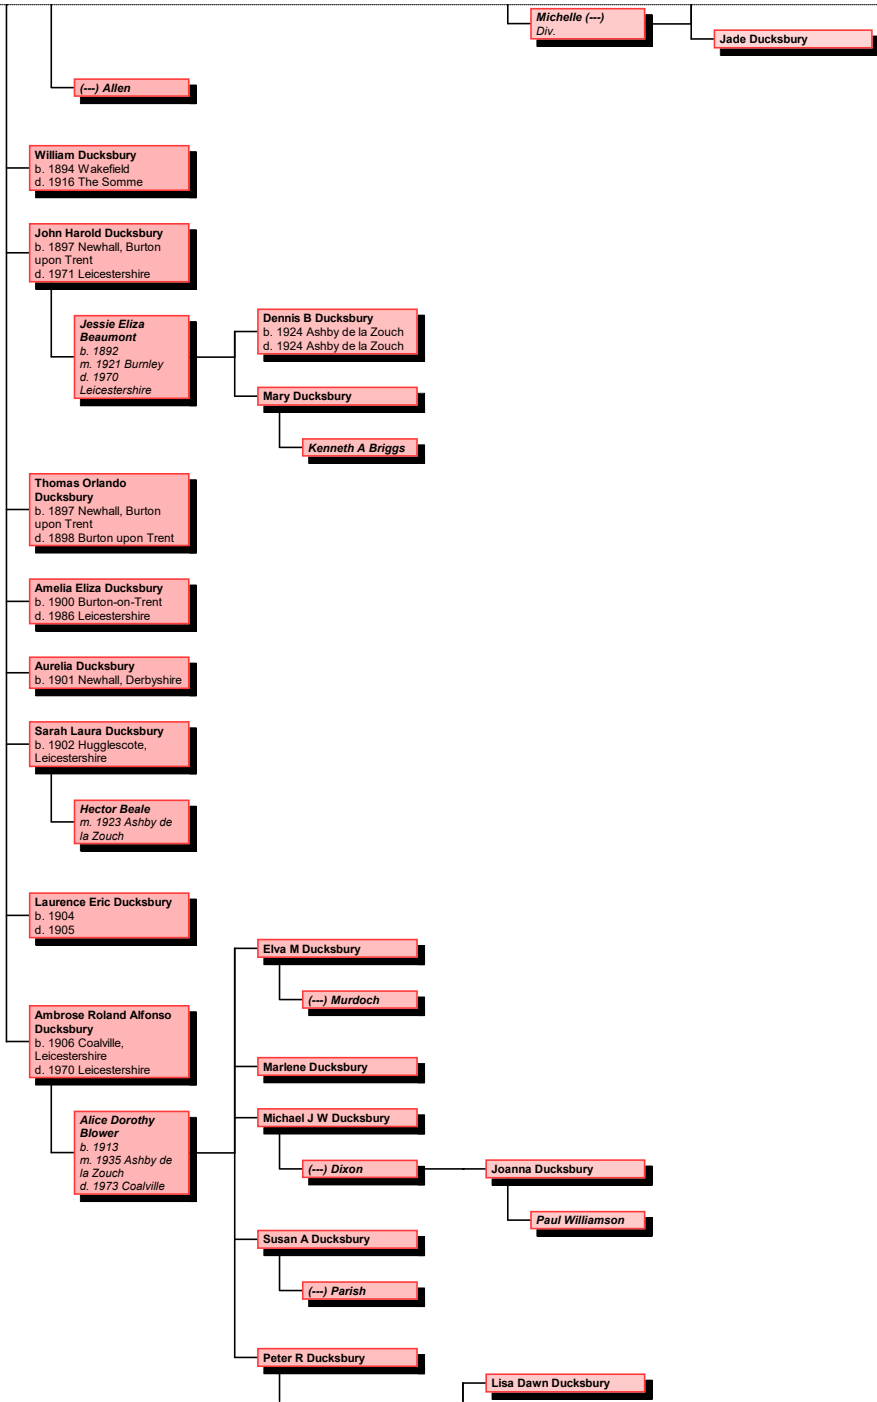 Michelle (---)
Div.
Jade Ducksbury
(---) Allen
William Ducksbury
b. 1894 Wakefield
d. 1916 The Somme
John Harold Ducksbury
b. 1897 Newhall, Burton
upon Trent
d. 1971 Leicestershire
Jessie Eliza
Beaumont
b. 1892
m. 1921 Burnley
d. 1970
Leicestershire
Dennis B Ducksbury
b. 1924 Ashby de la Zouch
d. 1924 Ashby de la Zouch
Mary Ducksbury
Kenneth A Briggs
Thomas Orlando
Ducksbury
b. 1897 Newhall, Burton
upon Trent
d. 1898 Burton upon Trent
Amelia Eliza Ducksbury
b. 1900 Burton-on-Trent
d. 1986 Leicestershire
Aurelia Ducksbury
b. 1901 Newhall, Derbyshire
Sarah Laura Ducksbury
b. 1902 Hugglescote,
Leicestershire
Hector Beale
m. 1923 Ashby de
la Zouch
Laurence Eric Ducksbury
b. 1904
d. 1905
Ambrose Roland Alfonso
Ducksbury
b. 1906 Coalville,
Leicestershire
d. 1970 Leicestershire
Alice Dorothy
Blower
b. 1913
m. 1935 Ashby de
la Zouch
d. 1973 Coalville
Elva M Ducksbury
(---) Murdoch
Marlene Ducksbury
Michael J W Ducksbury
(---) Dixon
Joanna Ducksbury
Paul Williamson
Susan A Ducksbury
(---) Parish
Peter R Ducksbury
Lisa Dawn Ducksbury